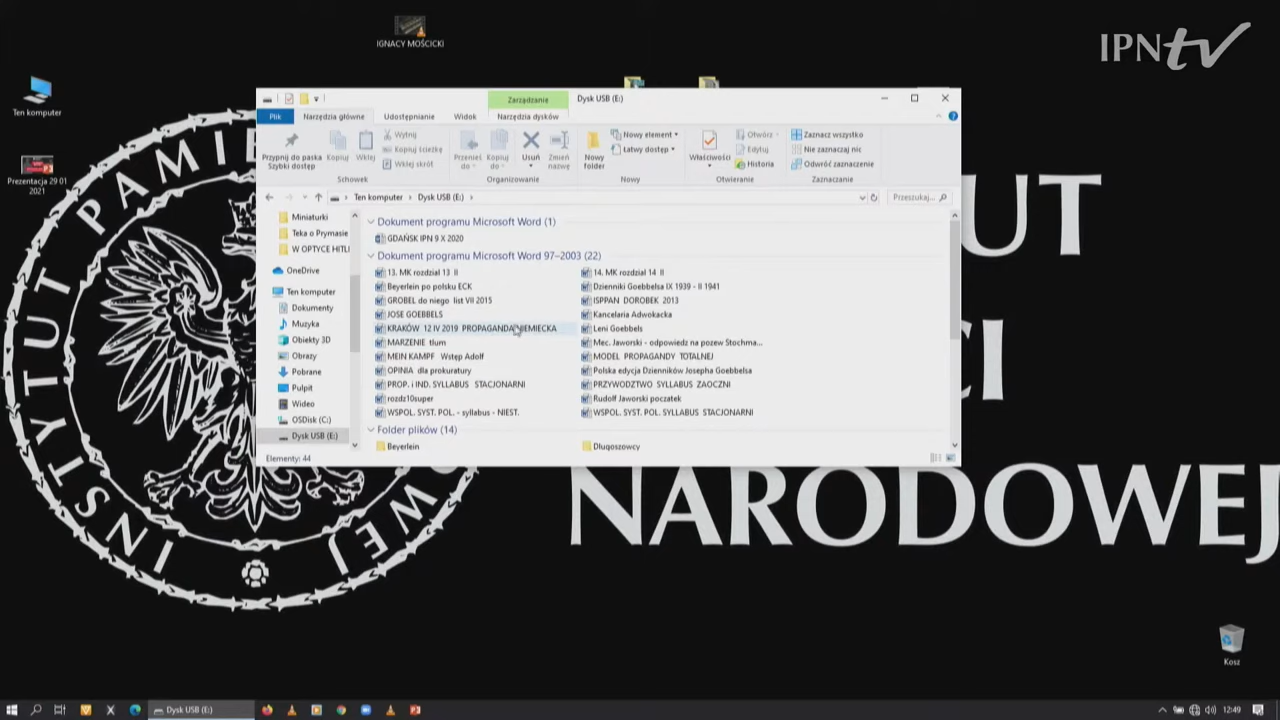 IGNACY MOŚCICKI
IPNtv
Ten komputer
Prezentacja 29 01
2021
INSTYTUT PAMIĘ
WEJ
UT
CI
NARODOWEJ
Zarządzanie
Dysk USB (E:)
Plik
Narzędzia główne
Udostępnianie
Widok
Narzędzia dysków
Przypnij do paska
Szybki dostęp
Kopiuj
Wklej
Wytnij
Kopiuj ścieżkę
Wklej skrót
Przenieś
do
Kopiuj
do
Usuń
Zmień
nazwę
Nowy
folder
Nowy element
Łatwy dostęp
Właściwości
Otwórz
Edytuj
Historia
Zaznacz wszystko
Nie zaznaczaj nic
Odwróć zaznaczenie
Schowek
Organizowanie
Nowy
Otwieranie
Zaznaczanie
Ten komputer
Dysk USB (E:)
Przeszukaj...
Miniaturki
Teka o Prymasie
W OPTYCE HITLI
OneDrive
Ten komputer
Dokumenty
Muzyka
Obiekty 3D
Obrazy
Pobrane
Pulpit
Wideo
OSDisk (C:)
Dysk USB (E:)
Dokument programu Microsoft Word (1)
GDAŃSK IPN 9 X 2020
Dokument programu Microsoft Word 97–2003 (22)
13. MK rozdzial 13 II
14. MK rozdzial 14 II
Beyerlein po polsku ECK
Dzienniki Goebbelsa IX 1939 - II 1941
GROBEL do niego list VII 2015
ISPPAN DOROBEK 2013
JOSE GOEBBELS
Kancelaria Adwokacka
KRAKÓW 12 IV 2019 PROPAGANDA NIEMIECKA
Leni Goebbels
MARZENIE tlum
Mec. Jaworski - odpowiedz na pozew Stochma...
MEIN KAMPF Wstęp Adolf
MODEL PROPAGANDY TOTALNEJ
OPINIA dla prokuratury
Polska edycja Dzienników Josepha Goebbelsa
PROP. i IND. SYLLABUS STACJONARNI
PRZYWODZTWO SYLLABUS ZAOCZNI
rozdz10super
Rudolf Jaworski poczatek
WSPOL. SYST. POL. - syllabus - NIEST.
WSPOL. SYST. POL. SYLLABUS STACJONARNI
Folder plików (14)
Beyerlein
Długoszowcy
Elementy: 44
Kosz
Dysk USB (E:)
12:49